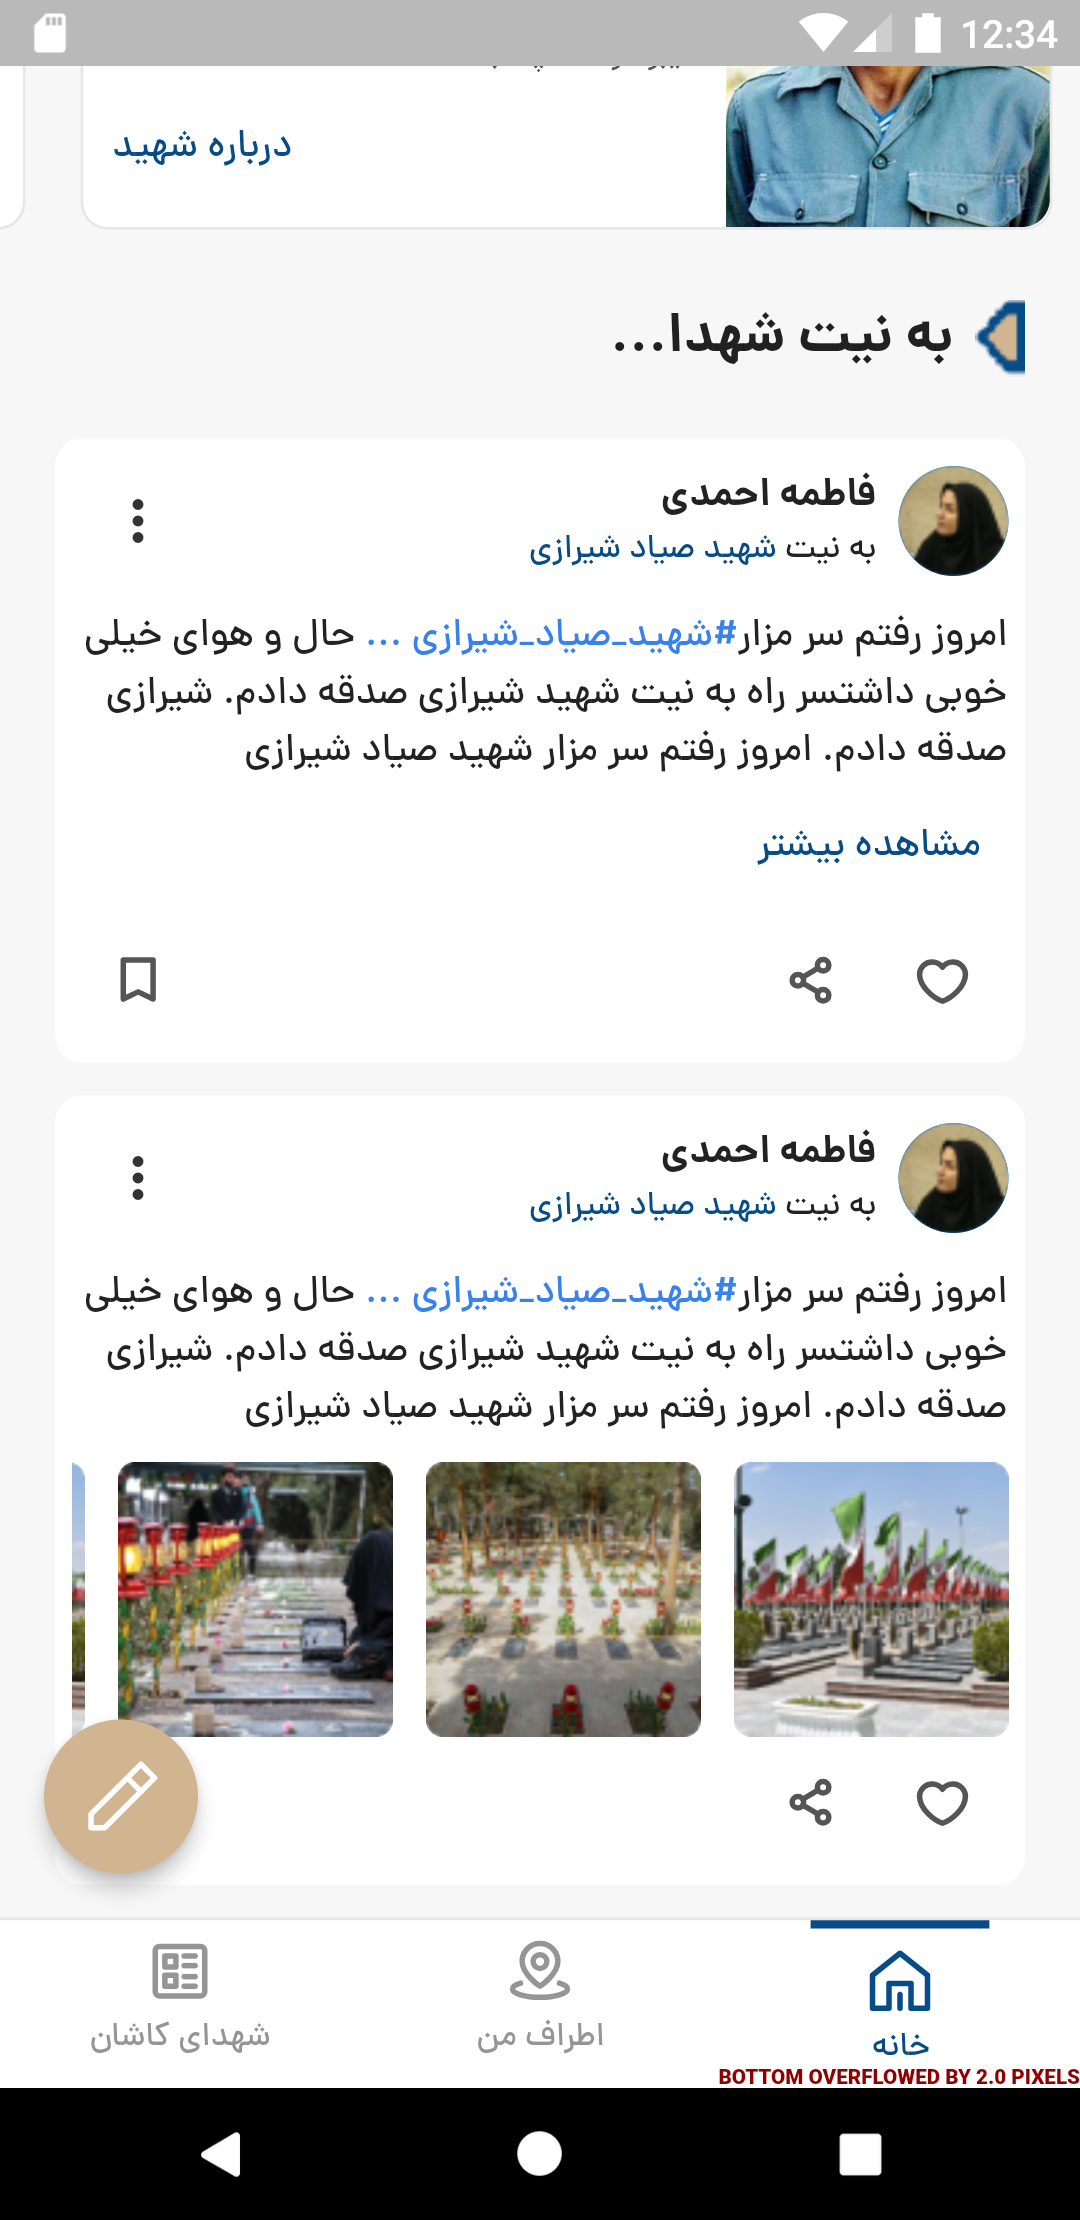 12:34
درباره شهید
به نیت شهدا...
فاطمه احمدی
به نیت شهید صیاد شیرازی
امروز رفتم سر مزار#شهید_صیاد_شیرازی ... حال و هوای خیلی
خوبی داشتسر راه به نیت شهید شیرازی صدقه دادم. شیرازی
صدقه دادم. امروز رفتم سر مزار شهید صیاد شیرازی
مشاهده بیشتر
فاطمه احمدی
به نیت شهید صیاد شیرازی
امروز رفتم سر مزار#شهید_صیاد_شیرازی ... حال و هوای خیلی
خوبی داشتسر راه به نیت شهید شیرازی صدقه دادم. شیرازی
صدقه دادم. امروز رفتم سر مزار شهید صیاد شیرازی
خانه
اطراف من
شهدای کاشان
BOTTOM OVERFLOWED BY 2.0 PIXELS